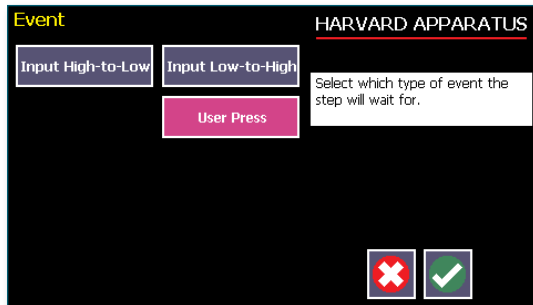 Event
HARVARD APPARATUS
Input High-to-Low
Input Low-to-High
Select which type of event the
step will wait for.
User Press